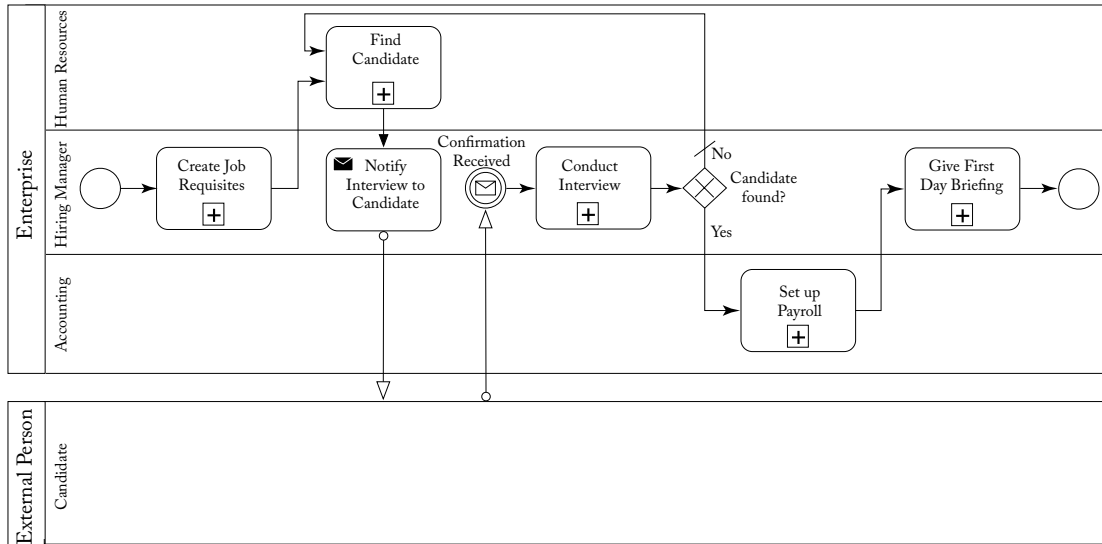 Enterprise
Human Resources
Find
Candidate
Hiring Manager
Create Job
Requisites
Notify
Interview to
Candidate
Confirmation
Received
Conduct
Interview
No
Candidate
found?
Yes
Give First
Day Briefing
Accounting
Set up
Payroll
External Person
Candidate